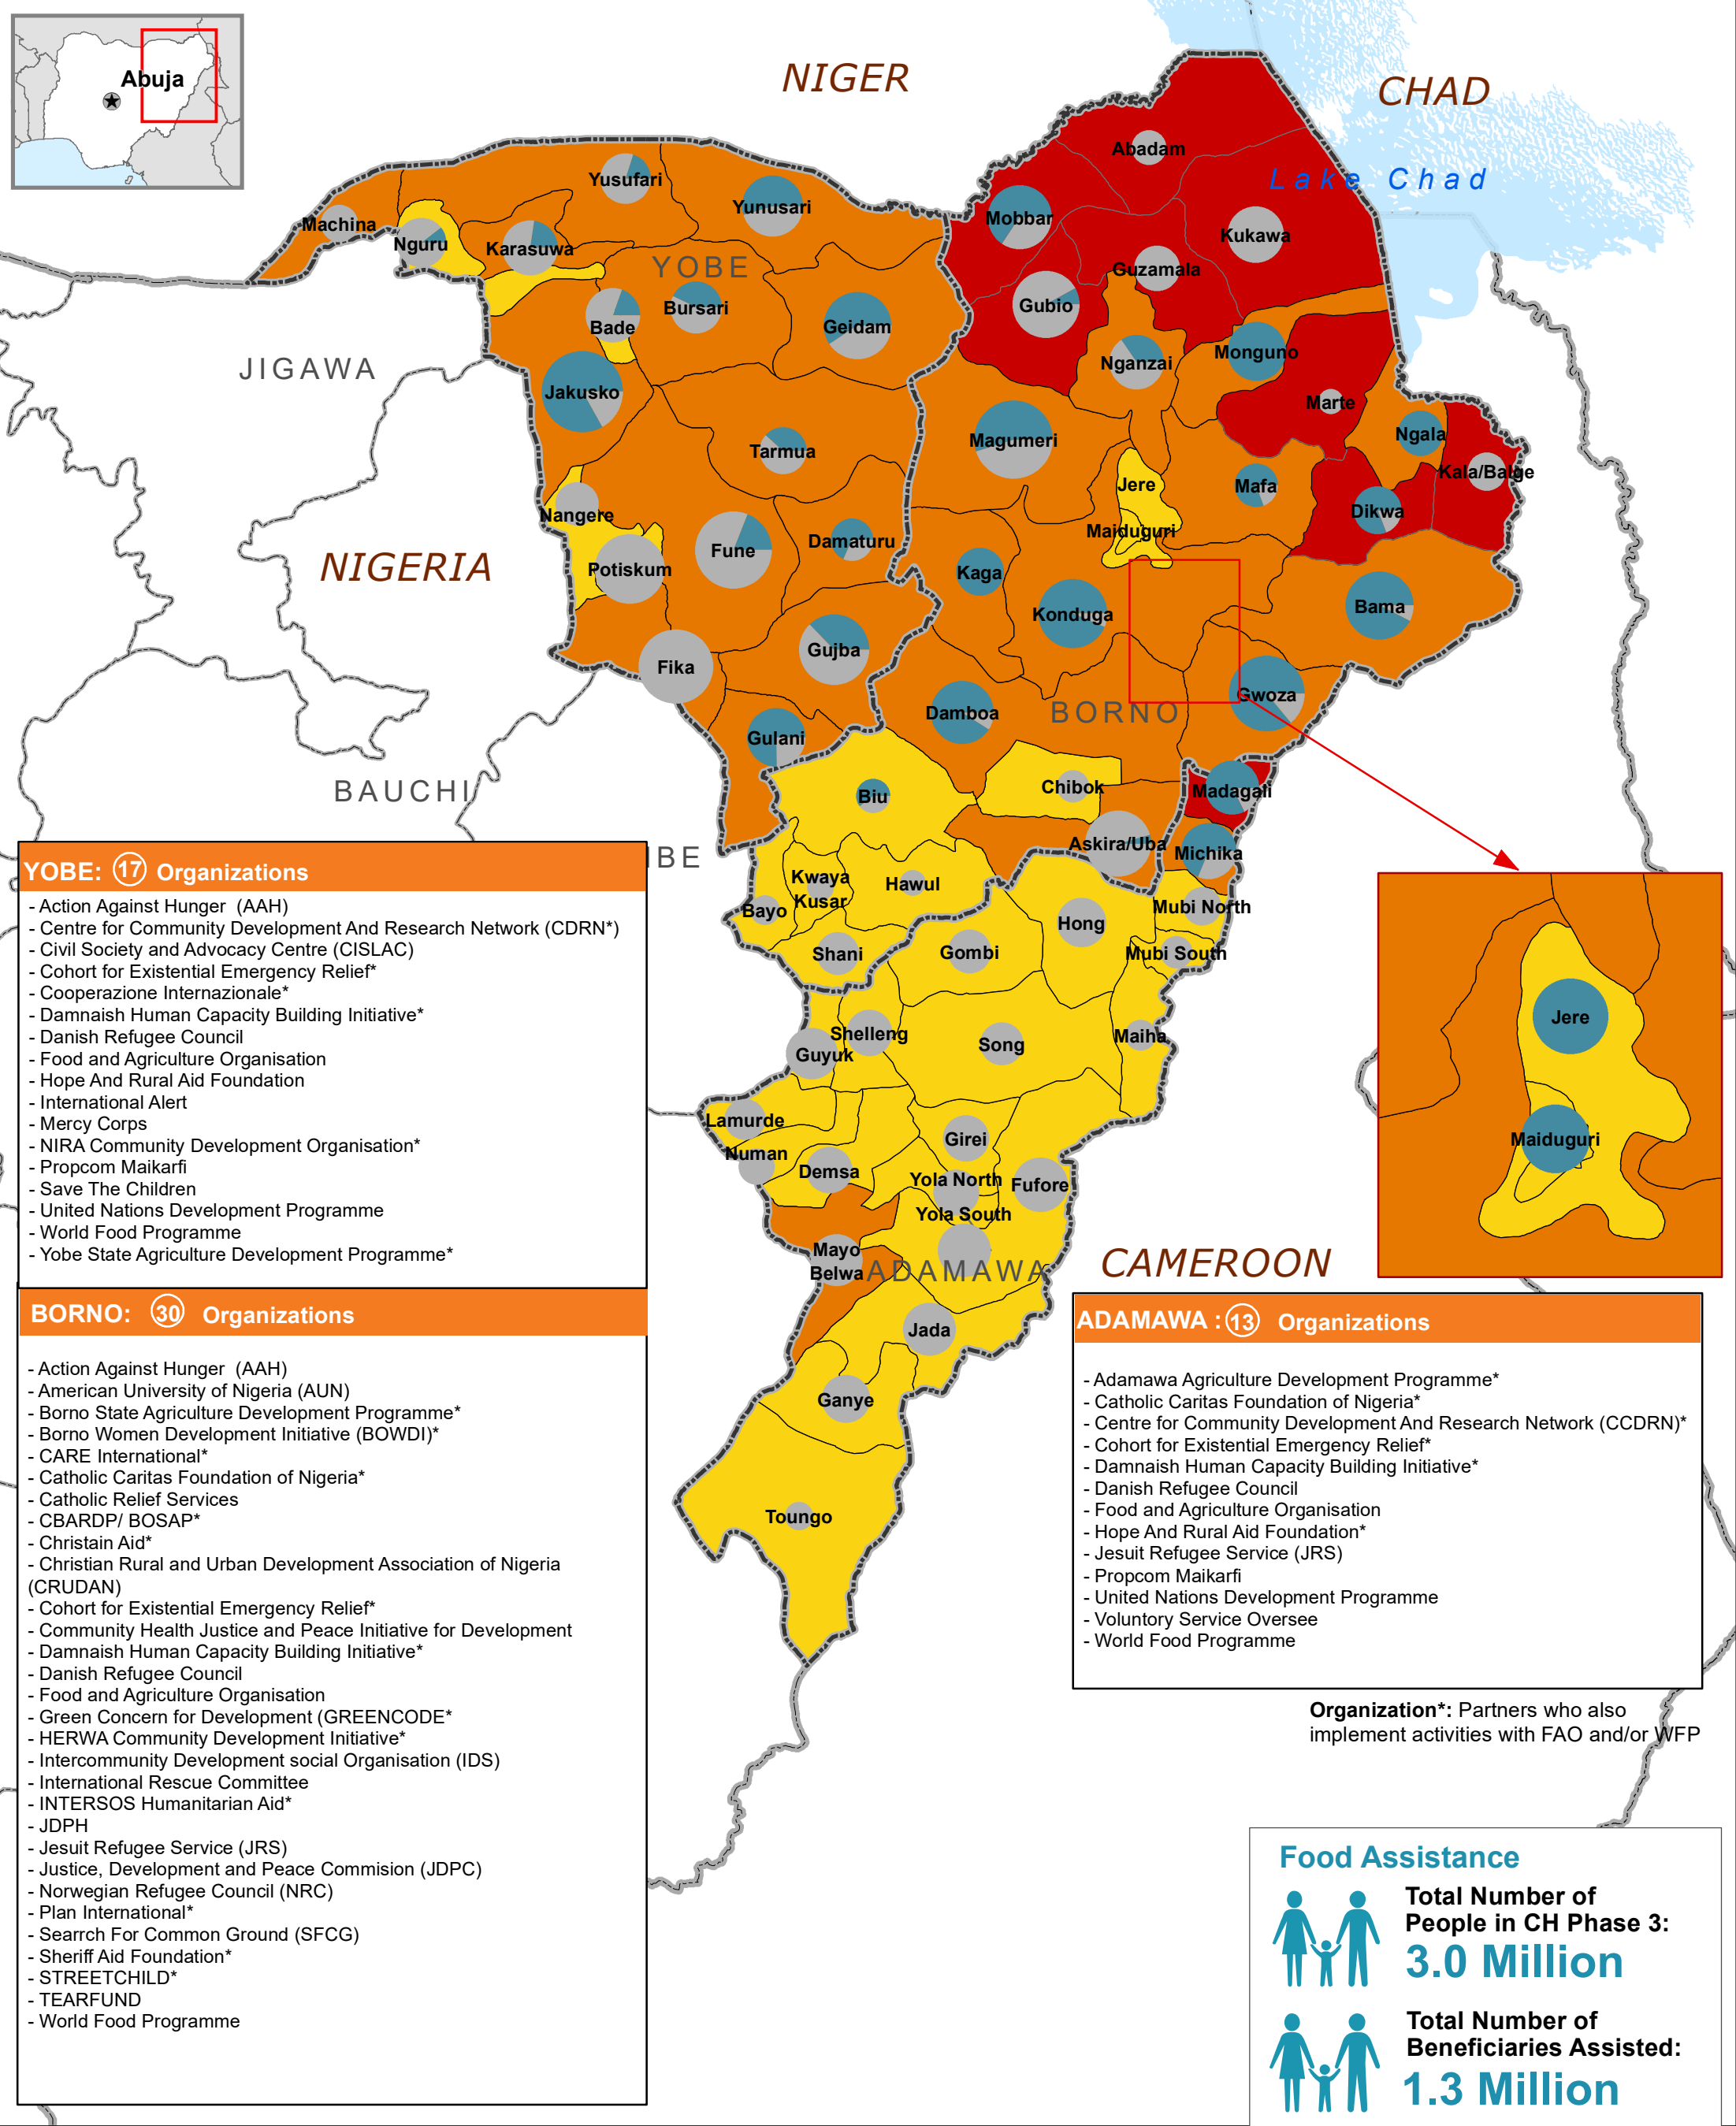 Abuja
NIGER
CHAD
Lake Chad
Abadam
Yusufari
Mobbar
Yunusari
Machina
Kukawa
Nguru
Karasuwa
YOBE
Guzamala
Bursari
Gubio
Bade
Geidam
Monguno
Nganzai
JIGAWA
Jakusko
Marte
Ngala
Magumeri
Tarmua
Kala/Balge
Jere
Mafa
Nangere
Dikwa
Maiduguri
Damaturu
Fune
NIGERIA
Potiskum
Kaga
Bama
Konduga
Gujba
Fika
Gwoza
Damboa
BORNO
Gulani
Chibok
BAUCHI
Madagali
Biu
Askira/Uba
Michika
IBE
Kwaya
Kusar
Hawul
Bayo
Mubi North
Hong
Shani
Gombi
Mubi South
Shelleng
Maiha
Song
Guyuk
Lamurde
Girei
Numan
Demsa
Yola North
Fufore
Yola South
Mayo
Belwa
ADAMAWA
CAMEROON
Jada
Ganye
Toungo
Jere
Maiduguri
YOBE: 17 Organizations
- Action Against Hunger (AAH)
- Centre for Community Development And Research Network (CDRN*)
- Civil Society and Advocacy Centre (CISLAC)
- Cohort for Existential Emergency Relief*
- Cooperazione Internazionale*
- Damnaish Human Capacity Building Initiative*
- Danish Refugee Council
- Food and Agriculture Organisation
- Hope And Rural Aid Foundation
- International Alert
- Mercy Corps
- NIRA Community Development Organisation*
- Propcom Maikarfi
- Save The Children
- United Nations Development Programme
- World Food Programme
- Yobe State Agriculture Development Programme*
BORNO: 30 Organizations
- Action Against Hunger (AAH)
- American University of Nigeria (AUN)
- Borno State Agriculture Development Programme*
- Borno Women Development Initiative (BOWDI)*
- CARE International*
- Catholic Caritas Foundation of Nigeria*
- Catholic Relief Services
- CBARDP/ BOSAP*
- Christain Aid*
- Christian Rural and Urban Development Association of Nigeria
(CRUDAN)
- Cohort for Existential Emergency Relief*
- Community Health Justice and Peace Initiative for Development
- Damnaish Human Capacity Building Initiative*
- Danish Refugee Council
- Food and Agriculture Organisation
- Green Concern for Development (GREENCODE*
- HERWA Community Development Initiative*
- Intercommunity Development social Organisation (IDS)
- International Rescue Committee
- INTERSOS Humanitarian Aid*
- JDPH
- Jesuit Refugee Service (JRS)
- Justice, Development and Peace Commision (JDPC)
- Norwegian Refugee Council (NRC)
- Plan International*
- Searrch For Common Ground (SFCG)
- Sheriff Aid Foundation*
- STREETCHILD*
- TEARFUND
- World Food Programme
ADAMAWA : 13 Organizations
- Adamawa Agriculture Development Programme*
- Catholic Caritas Foundation of Nigeria*
- Centre for Community Development And Research Network (CCDRN)*
- Cohort for Existential Emergency Relief*
- Damnaish Human Capacity Building Initiative*
- Danish Refugee Council
- Food and Agriculture Organisation
- Hope And Rural Aid Foundation*
- Jesuit Refugee Service (JRS)
- Propcom Maikarfi
- United Nations Development Programme
- Voluntory Service Oversee
- World Food Programme
Organization*: Partners who also
implement activities with FAO and/or WFP
Food Assistance
Total Number of
People in CH Phase 3:
3.0 Million
Total Number of
Beneficiaries Assisted:
1.3 Million